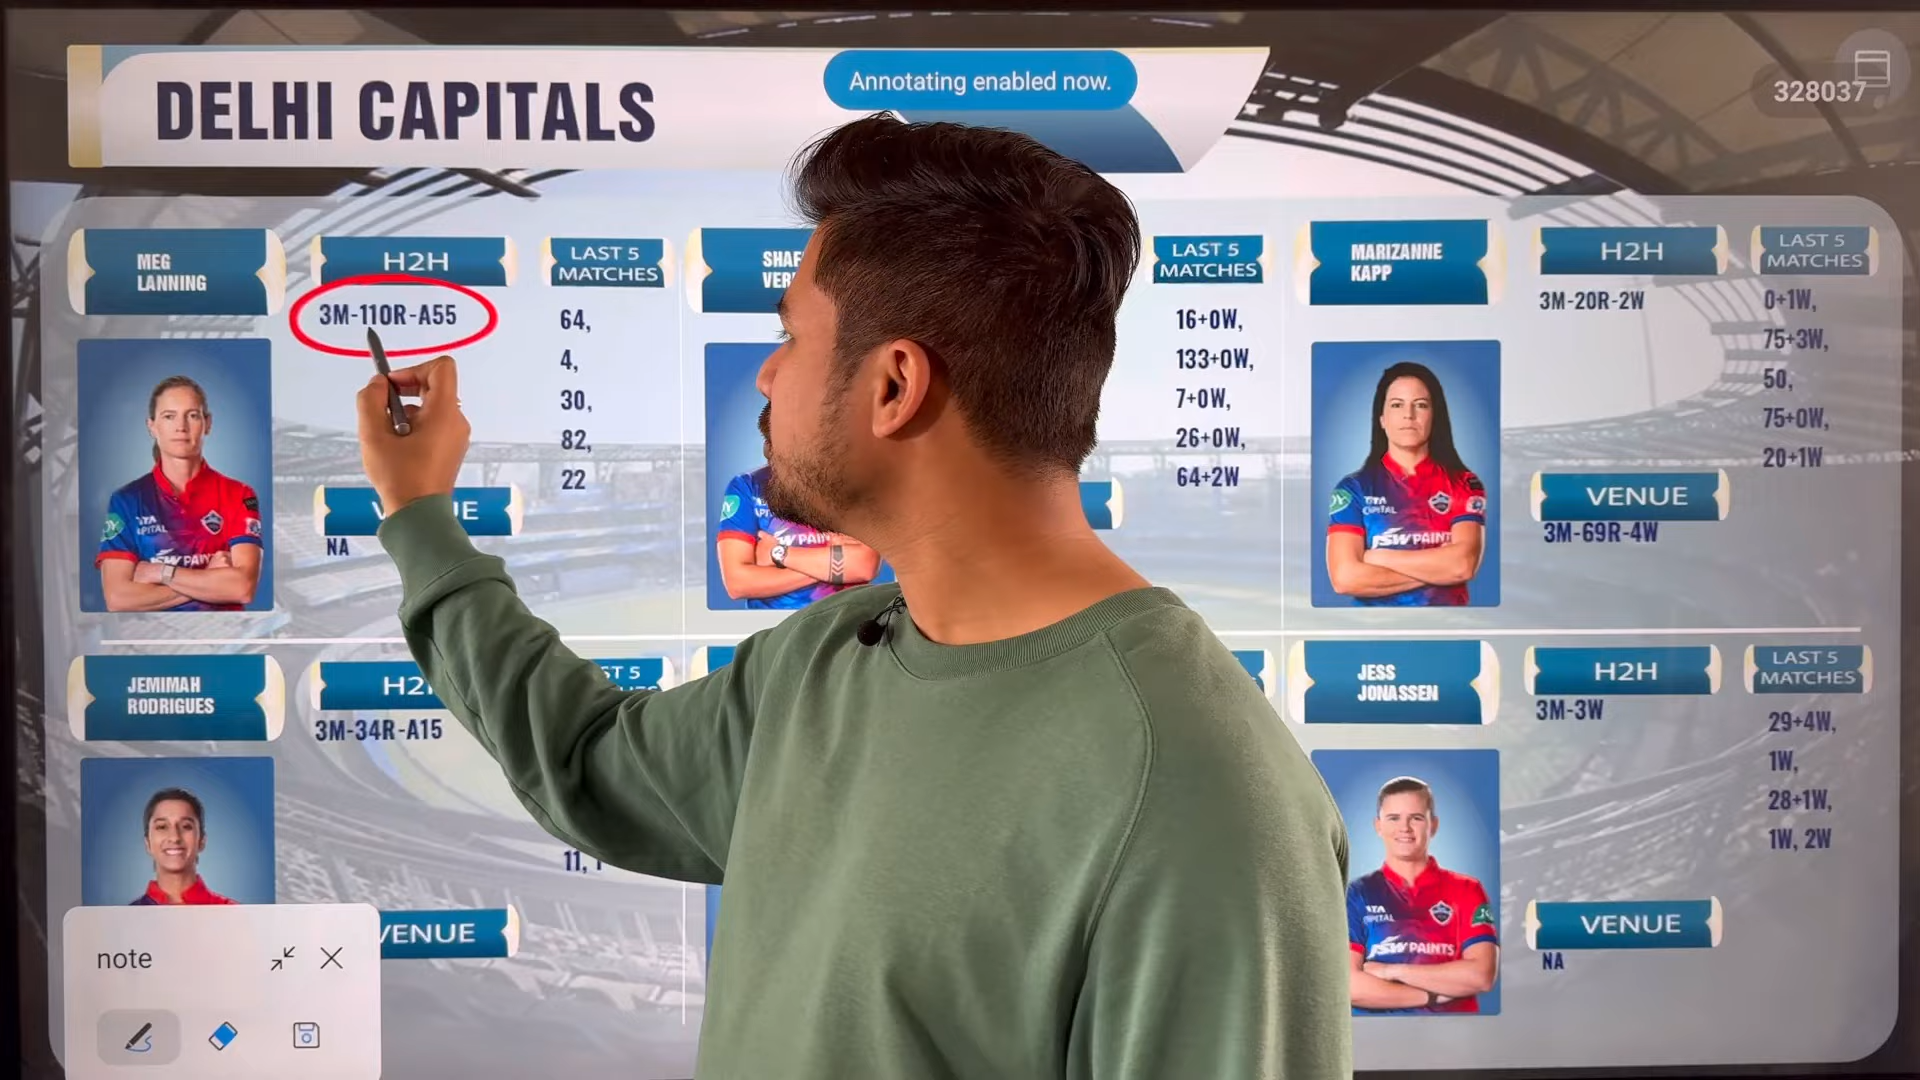 DELHI CAPITALS
Annotating enabled now.
328037
MEG
LANNING
H2H
3M-110R-A55
LAST 5
MATCHES
64,
4,
30,
82,
22
VENUE
NA
LAST 5
MATCHES
16+0W,
133+0W,
7+0W,
26+0W,
64+2W
MARIZANNE
KAPP
H2H
3M-20R-2W
LAST 5
MATCHES
0+1W,
75+3W,
50,
75+0W,
20+1W
VENUE
3M-69R-4W
JEMIMAH
RODRIGUES
H2H
3M-34R-A15
11,
VENUE
JESS
JONASSEN
H2H
3M-3W
LAST 5
MATCHES
29+4W,
1W,
28+1W,
1W, 2W
VENUE
NA
note